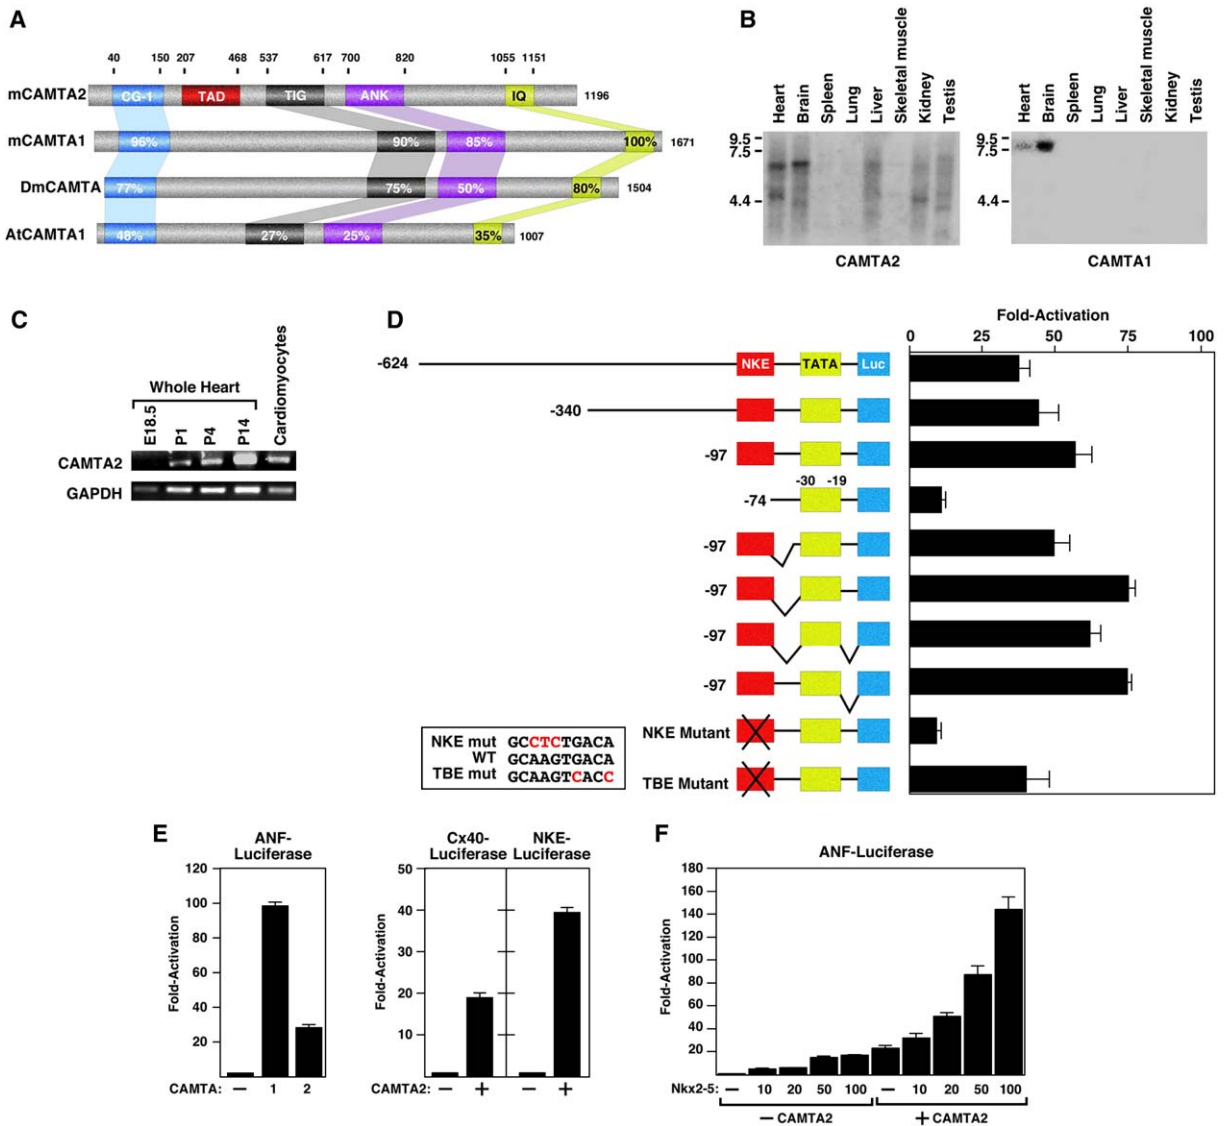 A
40 150 207 468 537 617 700 820 1055 1151
mCAMTA2 CG-1 TAD TIG ANK IQ 1196
mCAMTA1 96% 90% 85% 100% 1671
DmCAMTA 77% 75% 50% 80% 1504
AtCAMTA1 48% 27% 25% 35% 1007
B
Heart Brain Spleen Lung Liver Skeletal muscle Kidney Testis
9.5
7.5
4.4
CAMTA2
Heart Brain Spleen Lung Liver Skeletal muscle Kidney Testis
9.5
7.5
4.4
CAMTA1
C
Whole Heart
E18.5 P1 P4 P14 Cardiomyocytes
CAMTA2
GAPDH
D
Fold-Activation
0 25 50 75 100
-624 NKE TATA Luc
-340
-97
-30 -19
-74
-97
-97
-97
-97
NKE Mutant
TBE Mutant
NKE mut GCCTCTGACA
WT GCAAGTGACA
TBE mut GCAAGTCACC
E
ANF-
Luciferase
Fold-Activation
120
100
80
60
40
20
CAMTA: – 1 2
Cx40-
Luciferase
NKE-
Luciferase
Fold-Activation
50
40
30
20
10
CAMTA2: – + – +
F
ANF-Luciferase
Fold-Activation
180
160
140
120
100
80
60
40
20
Nkx2-5: – 10 20 50 100 – 10 20 50 100
– CAMTA2 + CAMTA2